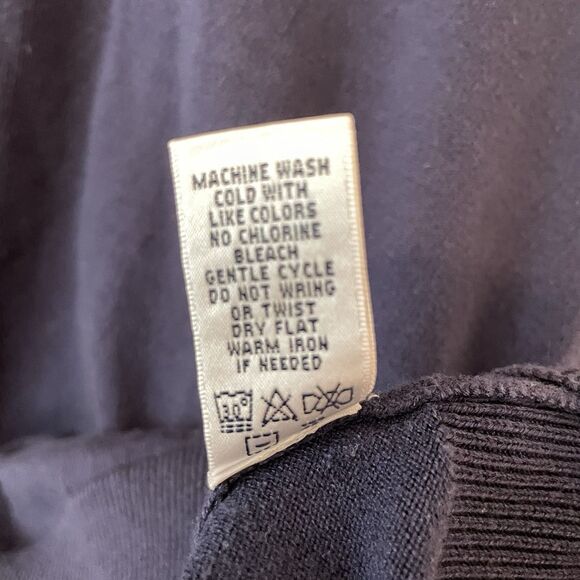 MACHINE WASH
COLD WITH
LIKE COLORS
NO CHLORINE
BLEACH
GENTLE CYCLE
DO NOT WRING
OR TWIST
DRY FLAT
WARM IRON
IF NEEDED
30°